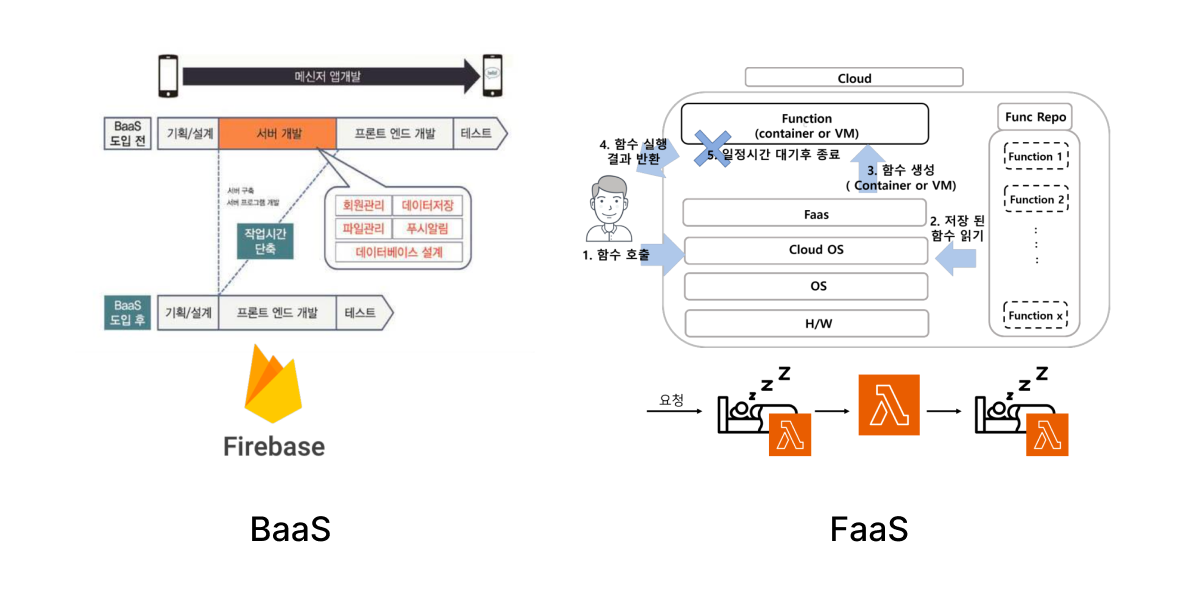 메신저 앱개발
BaaS
도입 전
기획/설계
서버 개발
프론트 엔드 개발
테스트
서버 구축
서버 프로그램 개발
작업시간
단축
회원관리
데이터저장
파일관리
푸시알림
데이터베이스 설계
BaaS
도입 후
기획/설계
프론트 엔드 개발
테스트
Firebase
BaaS
Cloud
Function
(container or VM)
Func Repo
4. 함수 실행
결과 반환
5. 일정시간 대기후 종료
3. 함수 생성
( Container or VM)
Function 1
Function 2
Faas
2. 저장 된
함수 읽기
1. 함수 호출
Cloud OS
OS
H/W
Function x
요청
z z Z
λ
λ
z z Z
λ
FaaS